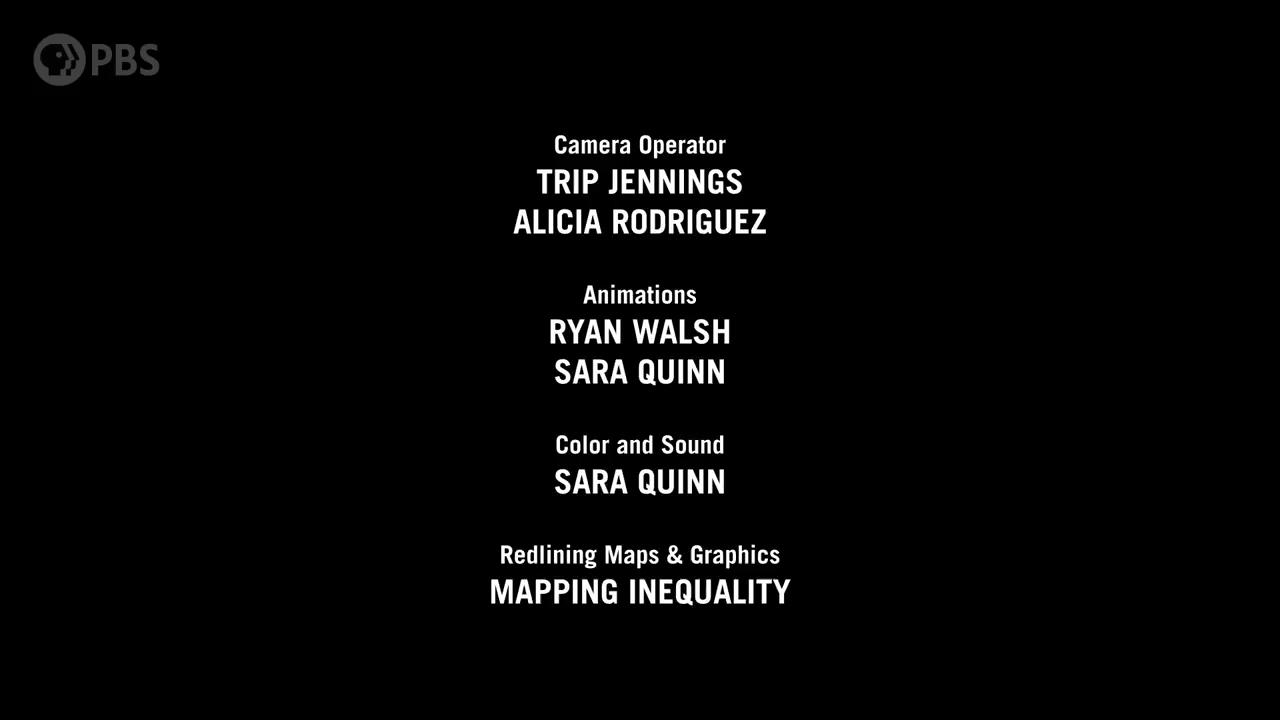 PBS
Camera Operator
TRIP JENNINGS
ALICIA RODRIGUEZ
Animations
RYAN WALSH
SARA QUINN
Color and Sound
SARA QUINN
Redlining Maps & Graphics
MAPPING INEQUALITY